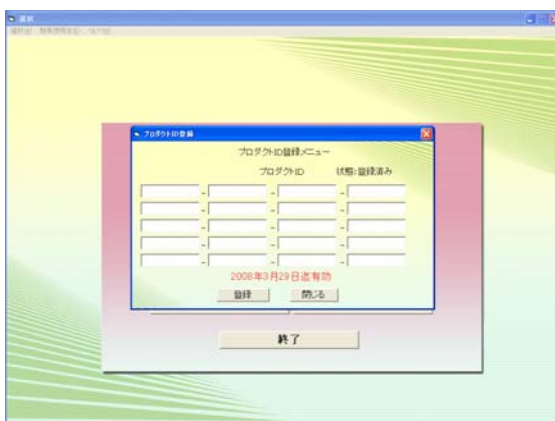 選択
プロダクトID登録
プロダクトID登録メニュー
プロダクトID 状態:登録済み
- - -
- - -
- - -
- - -
- - -
2008年3月29日迄有効
登録 閉じる
終了